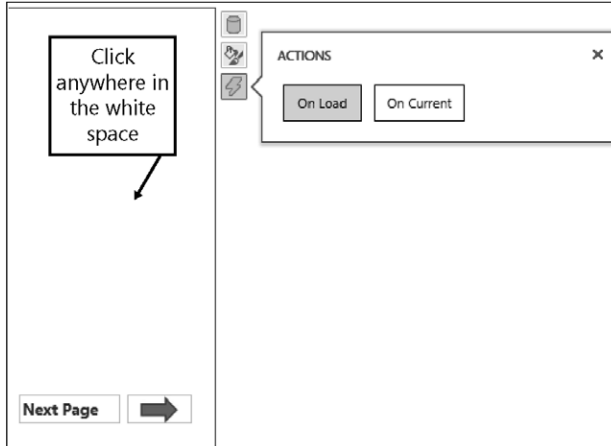 Click
anywhere in
the white
space
ACTIONS
On Load
On Current
Next Page